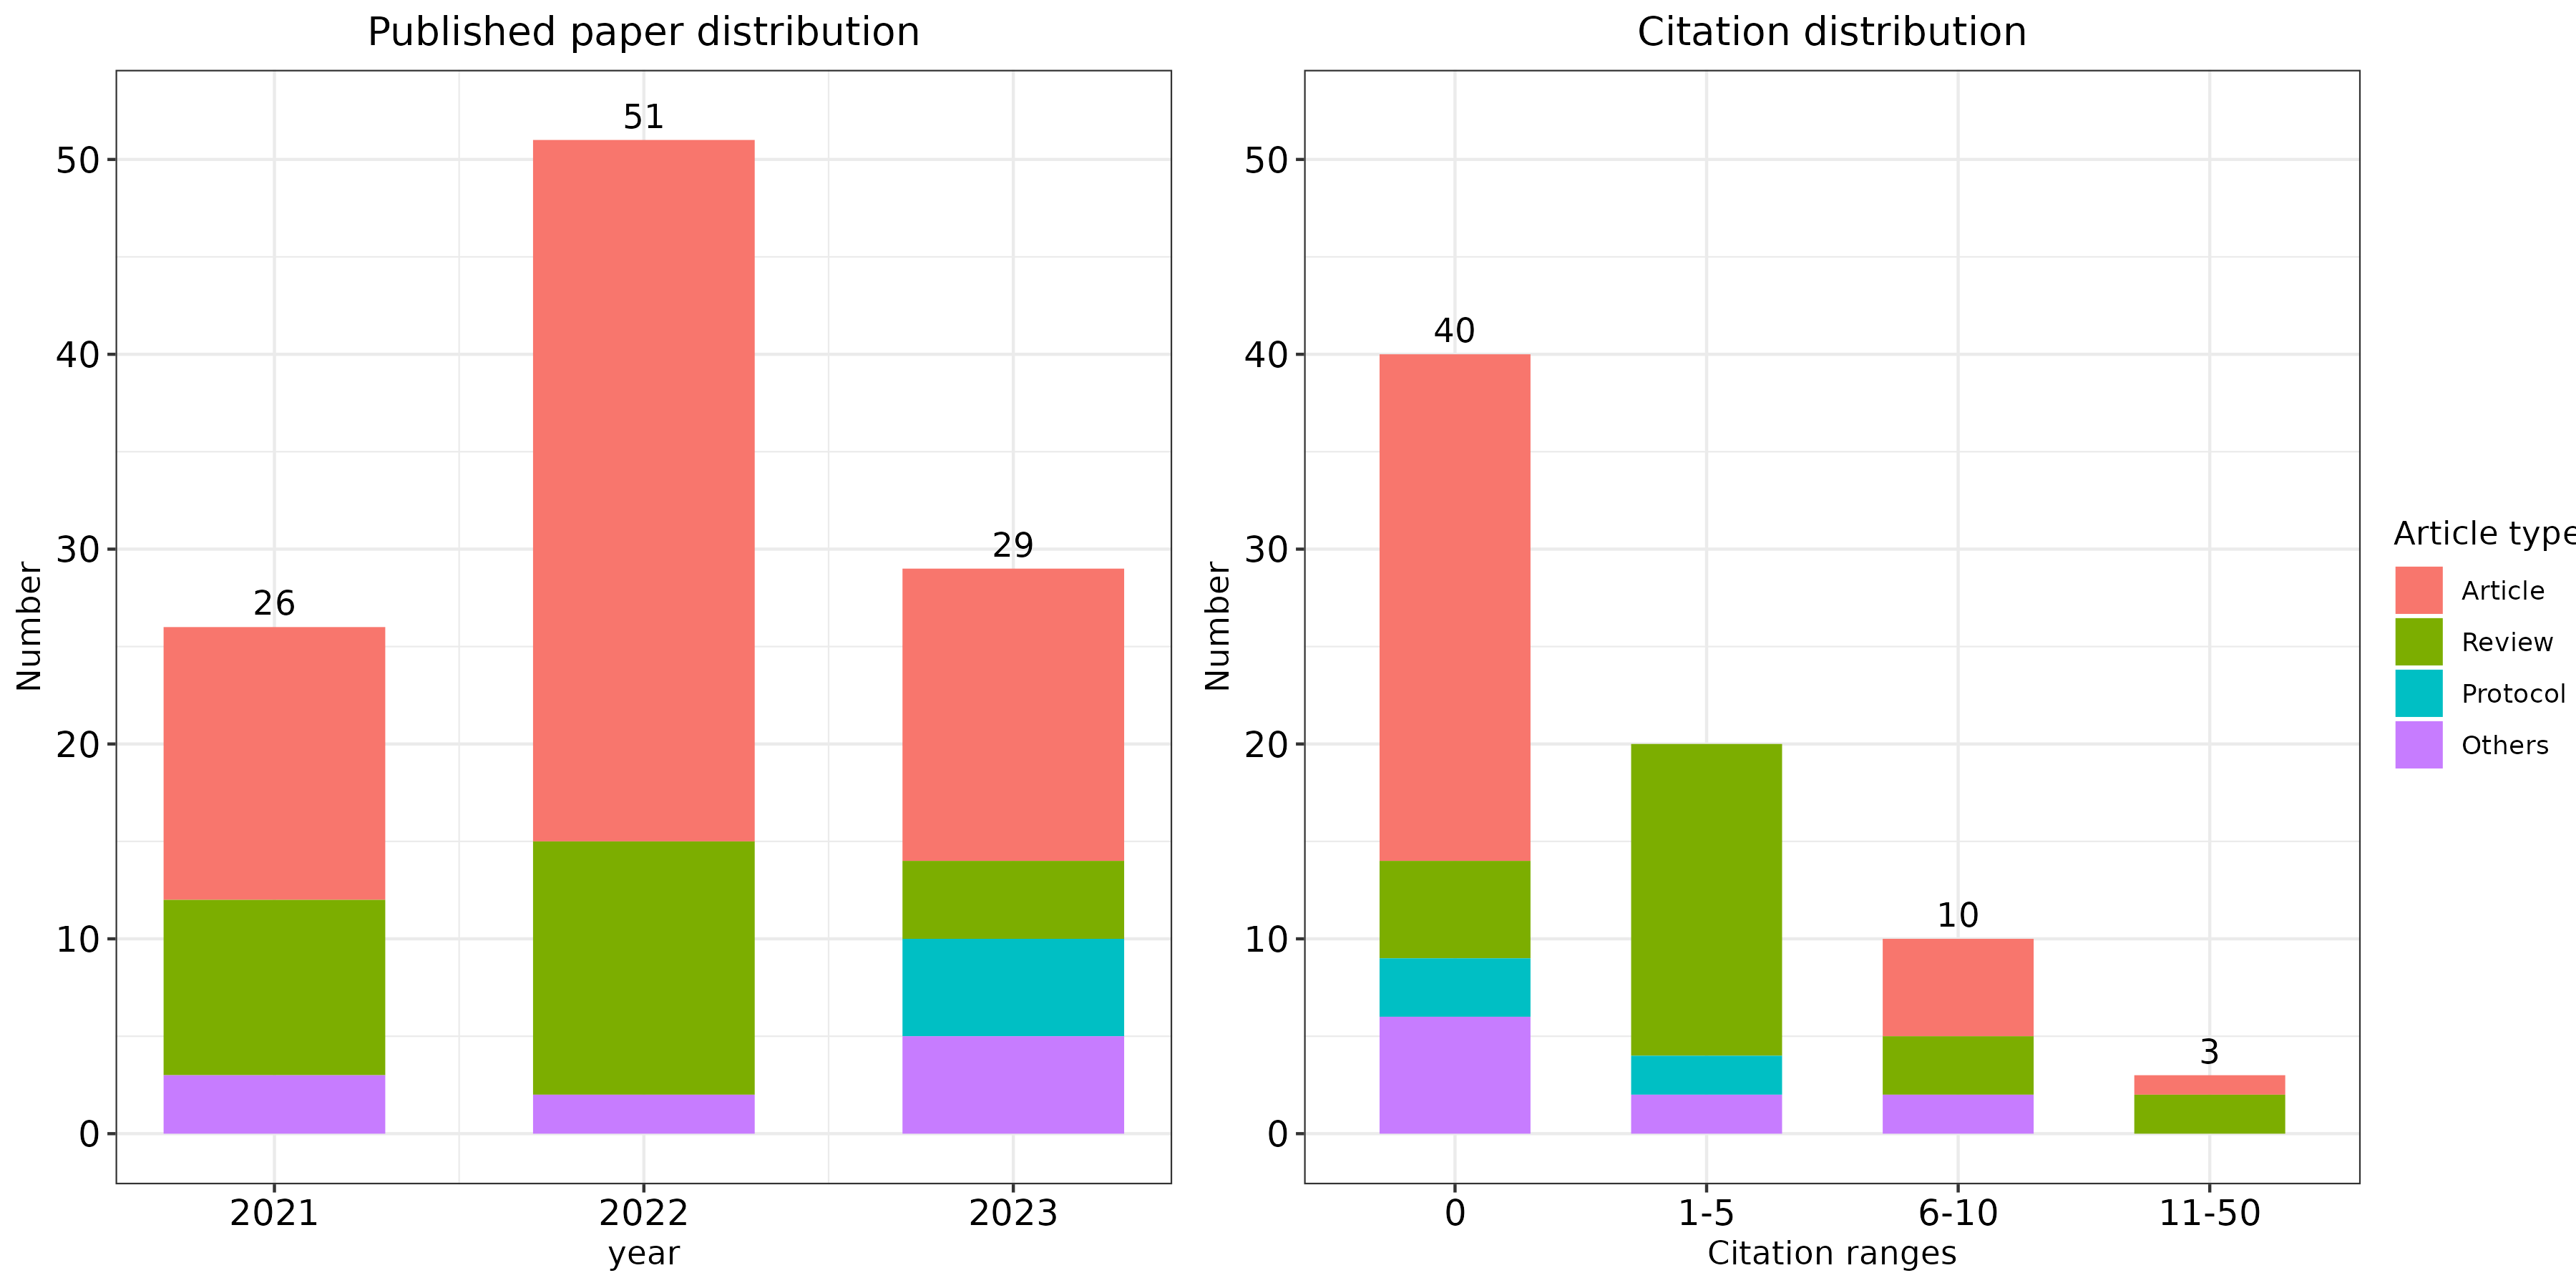 Published paper distribution
51
50
40
30
29
26
20
10
0
Number
2021 2022 2023
year
Citation distribution
50
40
40
30
20
10
10
3
0
Number
0 1-5 6-10 11-50
Citation ranges
Article type
Article
Review
Protocol
Others